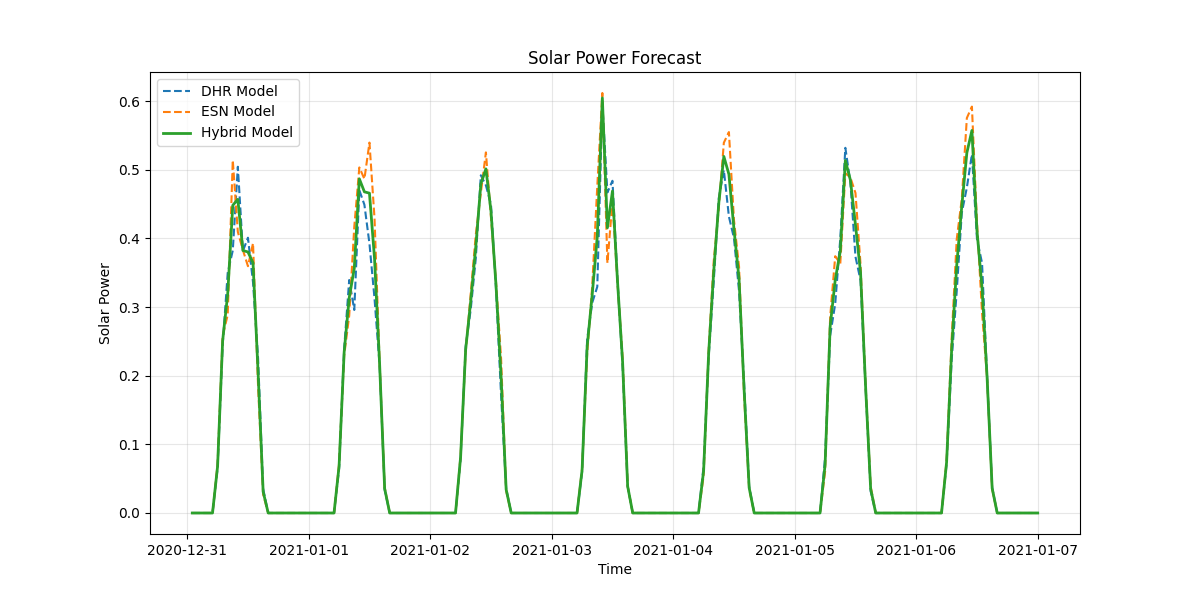 Solar Power Forecast
DHR Model
ESN Model
Hybrid Model
Solar Power
0.6
0.5
0.4
0.3
0.2
0.1
0.0
2020-12-31 2021-01-01 2021-01-02 2021-01-03 2021-01-04 2021-01-05 2021-01-06 2021-01-07
Time